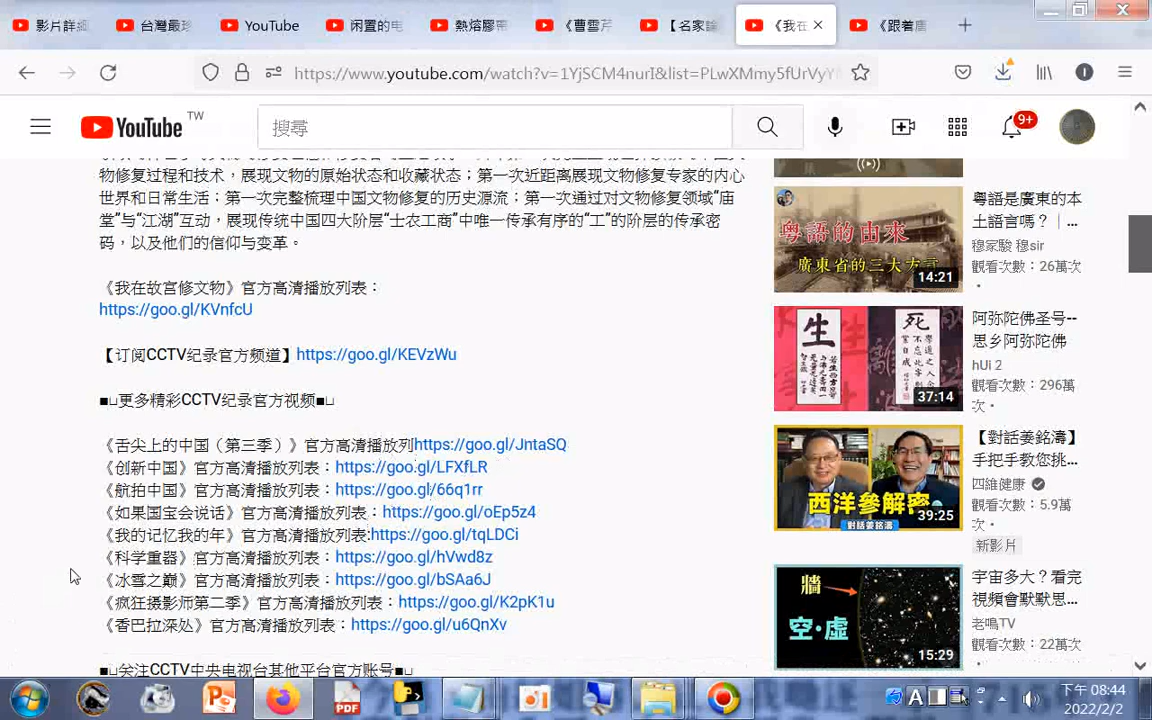 影片詳細
台灣最珍
YouTube
闲置的电
熱熔膠帶
《曹雲芹
【名家論
《我在
《跟着唐
https://www.youtube.com/watch?v=1YjSCM4nurI&list=PLwXMmy5fUrVyY
YouTube TW
搜尋
9+
物修复过程和技术，展现文物的原始状态和收藏状态；第一次近距离展现文物修复专家的内心
世界和日常生活；第一次完整梳理中国文物修复的历史源流；第一次通过对文物修复领域“庙
堂”与“江湖”互动，展现传统中国四大阶层“士农工商”中唯一传承有序的“工”的阶层的传承密
码，以及他们的信仰与变革。
《我在故宫修文物》官方高清播放列表：
https://goo.gl/KVnfcU
【订阅CCTV纪录官方频道】https://goo.gl/KEVzWu
■␣更多精彩CCTV纪录官方视频■␣
《舌尖上的中国（第三季）》官方高清播放列https://goo.gl/JntaSQ
《创新中国》官方高清播放列表：https://goo.gl/LFXfLR
《航拍中国》官方高清播放列表：https://goo.gl/66q1rr
《如果国宝会说话》官方高清播放列表：https://goo.gl/oEp5z4
《我的记忆我的年》官方高清播放列表:https://goo.gl/tqLDCi
《科学重器》官方高清播放列表：https://goo.gl/hVwd8z
《冰雪之巅》官方高清播放列表：https://goo.gl/bSAa6J
《疯狂摄影师第二季》官方高清播放列表：https://goo.gl/K2pK1u
《香巴拉深处》官方高清播放列表：https://goo.gl/u6QnXv
■␣关注CCTV中央电视台其他平台官方账号■␣
粵語的由來
廣東省的三大方言
14:21
粵語是廣東的本
土語言嗎？｜...
穆家駿 穆sir
觀看次數：26萬次
•
生
死
37:14
阿弥陀佛圣号--
思乡阿弥陀佛
hUi 2
觀看次數：296萬
次 •
西洋參解密
對話姜銘濤
39:25
【對話姜銘濤】
手把手教您挑...
四維健康
觀看次數：5.9萬
次 •
新影片
牆
空·虛
15:29
宇宙多大？看完
視頻會默默思...
老鳴TV
觀看次數：22萬次
PDF
A
下午 08:44
2022/2/2